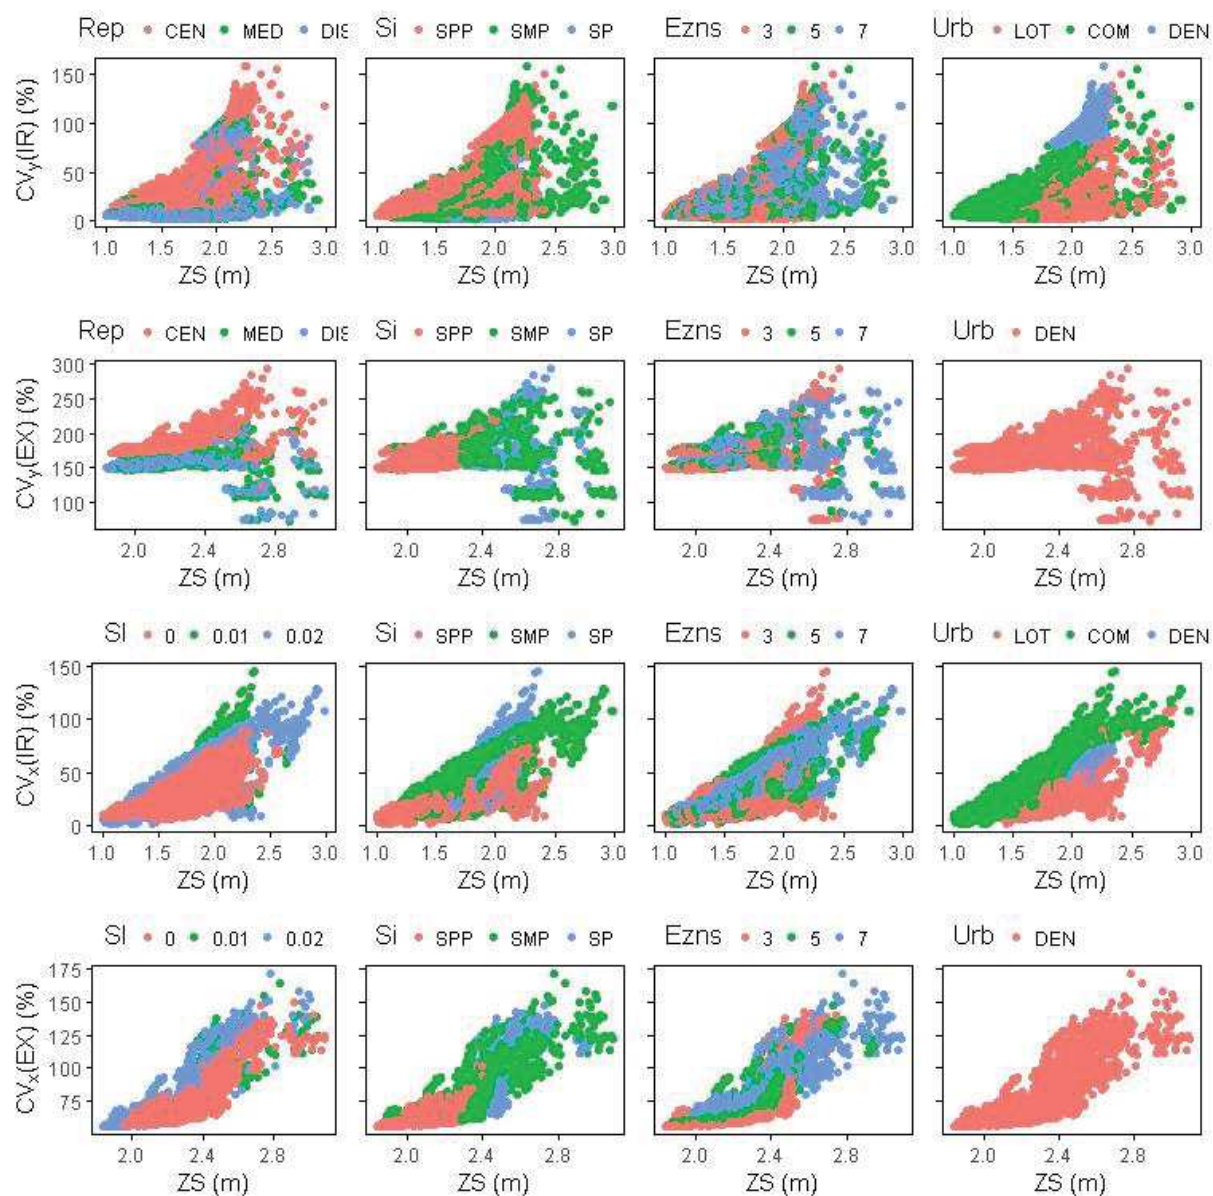 Rep CEN MED DIS Si SPP SMP SP Ezns 3 5 7 Urb LOT COM DEN
CVy(IR) (%)
150
100
50
0
1.0 1.5 2.0 2.5 3.0 1.0 1.5 2.0 2.5 3.0 1.0 1.5 2.0 2.5 3.0 1.0 1.5 2.0 2.5 3.0
ZS (m) ZS (m) ZS (m) ZS (m)
Rep CEN MED DIS Si SPP SMP SP Ezns 3 5 7 Urb DEN
CVy(EX) (%)
300
250
200
150
100
2.0 2.4 2.8 2.0 2.4 2.8 2.0 2.4 2.8 2.0 2.4 2.8
ZS (m) ZS (m) ZS (m) ZS (m)
Sl 0 0.01 0.02 Si SPP SMP SP Ezns 3 5 7 Urb LOT COM DEN
CVx(IR) (%)
150
100
50
0
1.0 1.5 2.0 2.5 3.0 1.0 1.5 2.0 2.5 3.0 1.0 1.5 2.0 2.5 3.0 1.0 1.5 2.0 2.5 3.0
ZS (m) ZS (m) ZS (m) ZS (m)
Sl 0 0.01 0.02 Si SPP SMP SP Ezns 3 5 7 Urb DEN
CVx(EX) (%)
175
150
125
100
75
2.0 2.4 2.8 2.0 2.4 2.8 2.0 2.4 2.8 2.0 2.4 2.8
ZS (m) ZS (m) ZS (m) ZS (m)